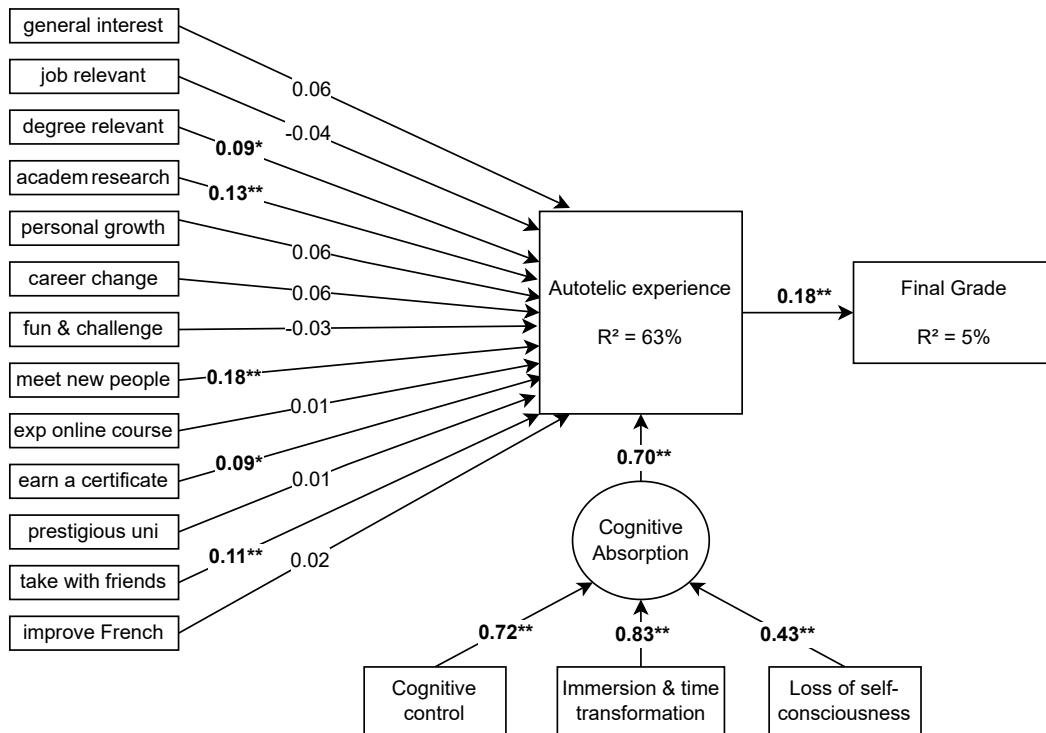 general interest
job relevant
degree relevant
academ research
personal growth
career change
fun & challenge
meet new people
exp online course
earn a certificate
prestigious uni
take with friends
improve French
0.06
-0.04
0.09*
0.13**
0.06
0.06
-0.03
0.18**
0.01
0.09*
0.01
0.11**
0.02
Autotelic experience
R² = 63%
0.18**
Final Grade
R² = 5%
0.70**
Cognitive
Absorption
0.72**
0.83**
0.43**
Cognitive
control
Immersion & time
transformation
Loss of self-
consciousness